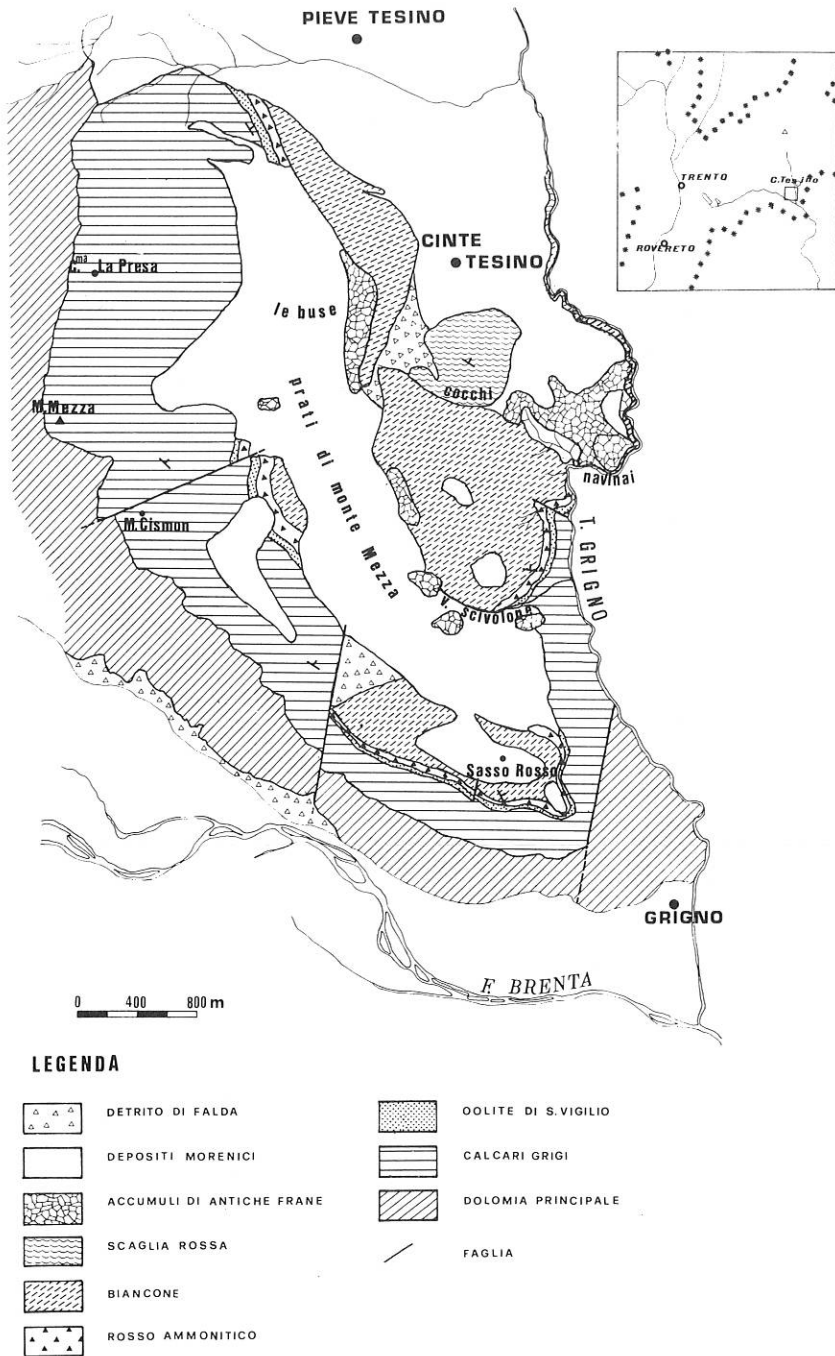 PIEVE TESINO
TRENTO
C.Tesino
ROVERETO
CINTE
TESINO
C.ma La Presa
le buse
cocchi
M.Mezza
prati di monte Mezza
navinai
M.Cismon
T. GRIGNO
v. scivolone
Sasso Rosso
GRIGNO
F. BRENTA
0 400 800 m
LEGENDA
DETRITO DI FALDA
DEPOSITI MORENICI
ACCUMULI DI ANTICHE FRANE
SCAGLIA ROSSA
BIANCONE
ROSSO AMMONITICO
OOLITE DI S.VIGILIO
CALCARI GRIGI
DOLOMIA PRINCIPALE
FAGLIA